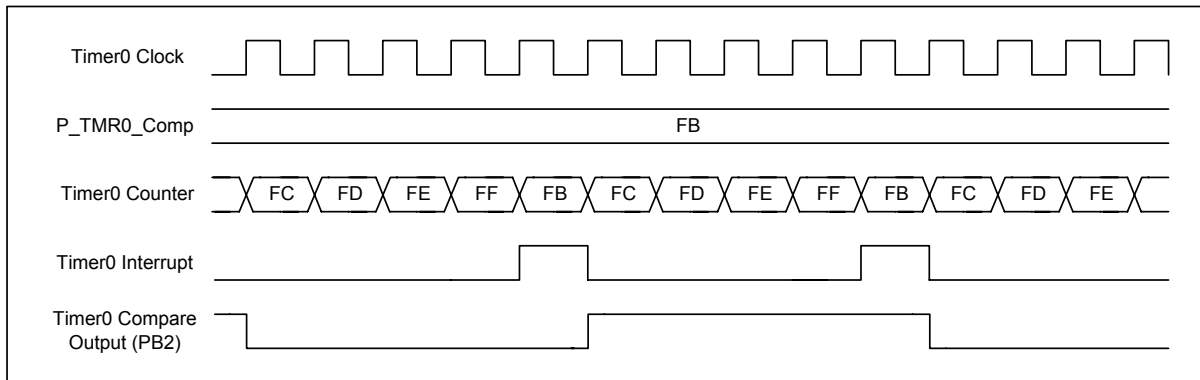 Timer0 Clock
P_TMR0_Comp
FB
Timer0 Counter
FC FD FE FF FB FC FD FE FF FB FC FD FE
Timer0 Interrupt
Timer0 Compare
Output (PB2)